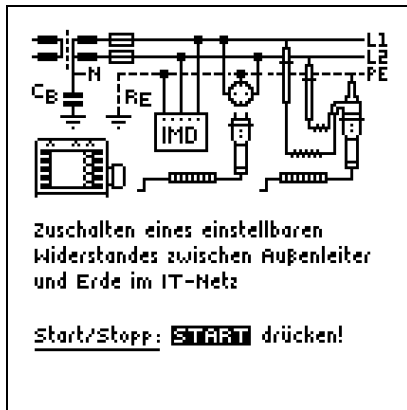 L1
L2
N
PE
CB
RE
IMD
Zuschalten eines einstellbaren
Widerstandes zwischen Außenleiter
und Erde im IT-Netz
Start/Stopp: START drücken!